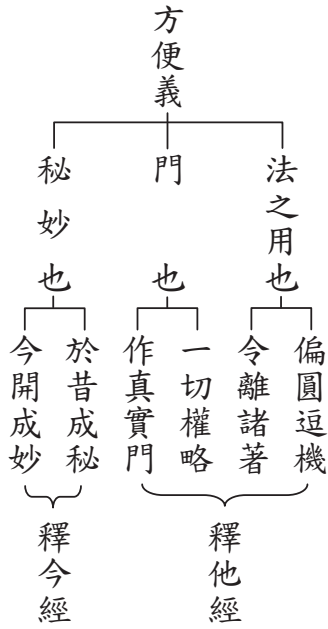 方便義
法之用也
門也
秘妙也
偏圓逗機
令離諸著
一切權略
作真實門
於昔成秘
今開成妙
釋他經
釋今經